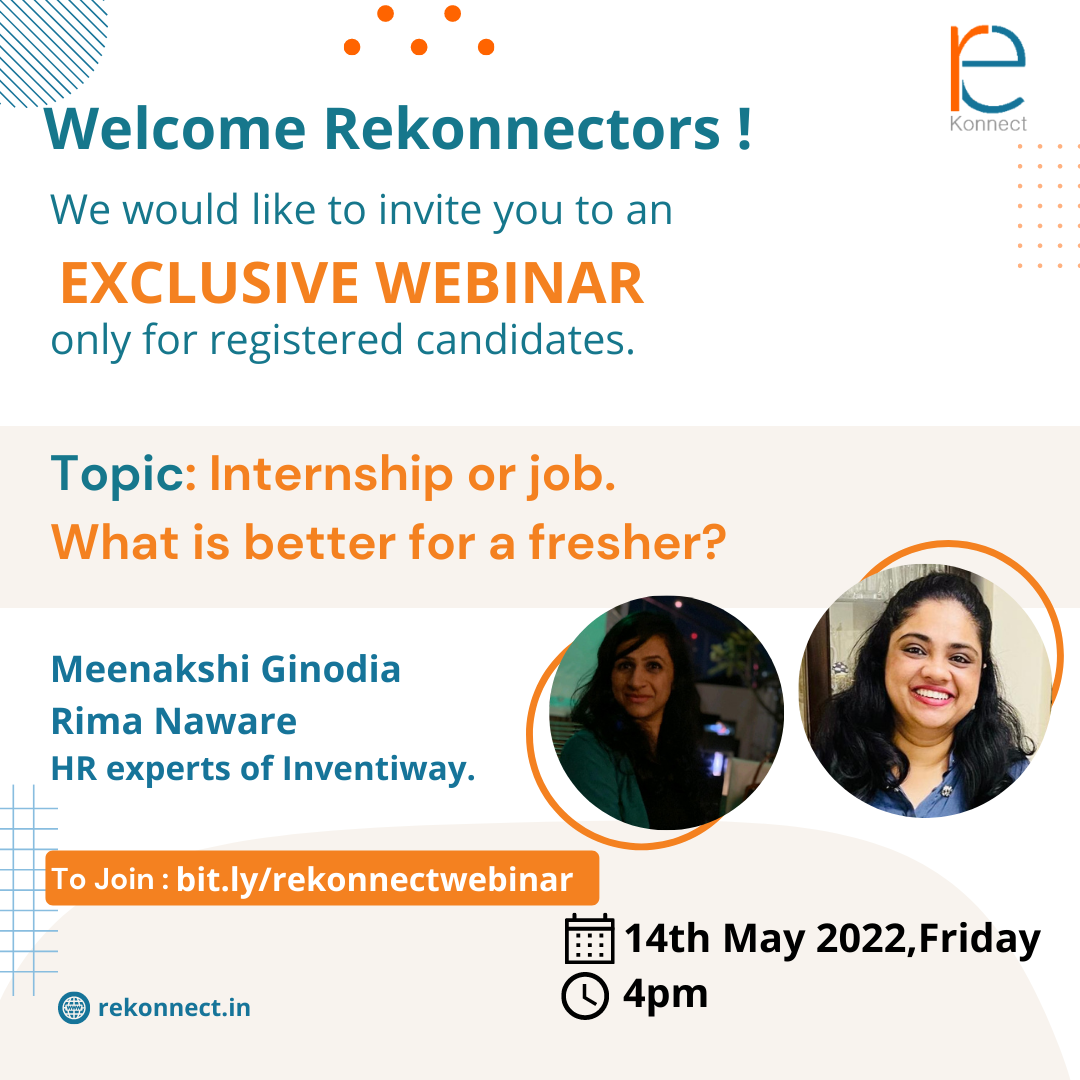 re
Konnect
Welcome Rekonnectors !
We would like to invite you to an
EXCLUSIVE WEBINAR
only for registered candidates.
Topic: Internship or job.
What is better for a fresher?
Meenakshi Ginodia
Rima Naware
HR experts of Inventiway.
To Join : bit.ly/rekonnectwebinar
14th May 2022,Friday
4pm
rekonnect.in